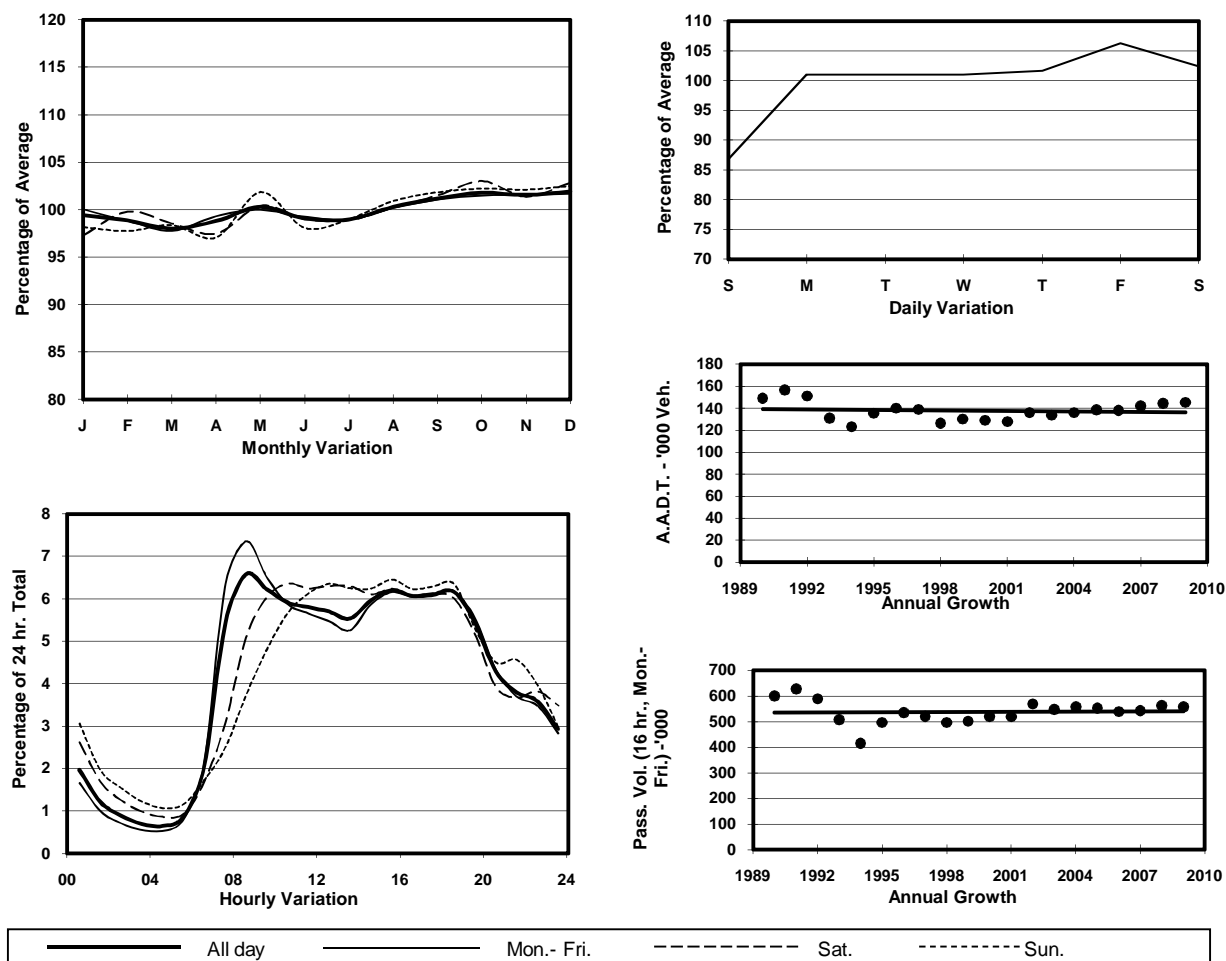 120
115
110
105
100
95
90
85
80
Percentage of Average
J F M A M J J A S O N D
Monthly Variation
110
105
100
95
90
85
80
75
70
Percentage of Average
S M T W T F S
Daily Variation
180
160
140
120
100
80
60
40
20
0
A.A.D.T. - '000 Veh.
1989 1992 1995 1998 2001 2004 2007 2010
Annual Growth
8
7
6
5
4
3
2
1
0
Percentage of 24 hr. Total
00 04 08 12 16 20 24
Hourly Variation
700
600
500
400
300
200
100
0
Pass. Vol. (16 hr., Mon.-
Fri.) -'000
1989 1992 1995 1998 2001 2004 2007 2010
Annual Growth
All day Mon.- Fri. Sat. Sun.